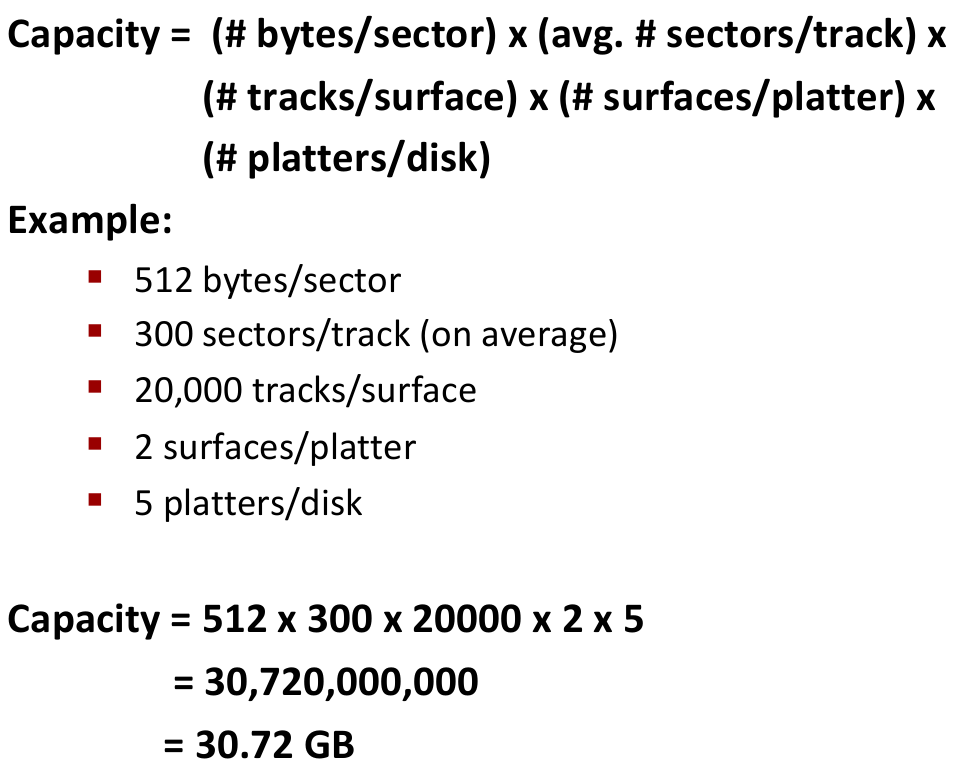 Capacity = (# bytes/sector) x (avg. # sectors/track) x
(# tracks/surface) x (# surfaces/platter) x
(# platters/disk)
Example:
▪ 512 bytes/sector
▪ 300 sectors/track (on average)
▪ 20,000 tracks/surface
▪ 2 surfaces/platter
▪ 5 platters/disk
Capacity = 512 x 300 x 20000 x 2 x 5
= 30,720,000,000
= 30.72 GB